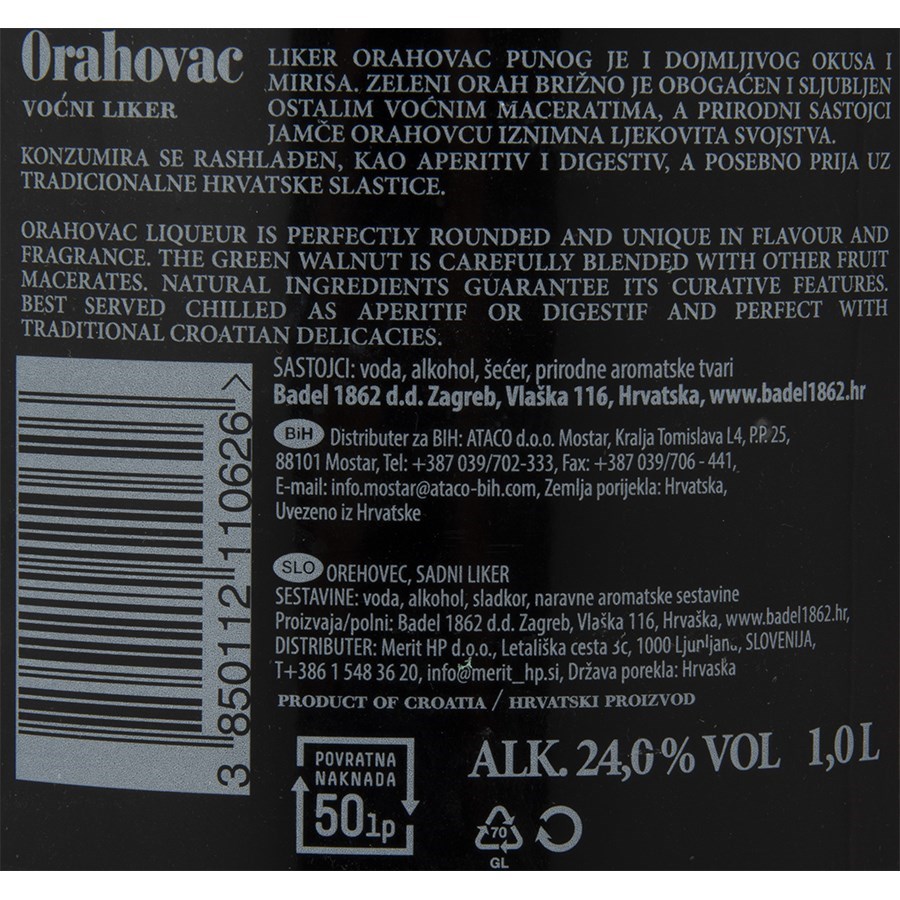 Orahovac
VOĆNI LIKER
LIKER ORAHOVAC PUNOG JE I DOJMLJIVOG OKUSA I
MIRISA. ZELENI ORAH BRIŽNO JE OBOGAĆEN I SLJUBLJEN
OSTALIM VOĆNIM MACERATIMA, A PRIRODNI SASTOJCI
JAMČE ORAHOVCU IZNIMNA LJEKOVITA SVOJSTVA.
KONZUMIRA SE RASHLAĐEN, KAO APERITIV I DIGESTIV, A POSEBNO PRIJA UZ
TRADICIONALNE HRVATSKE SLASTICE.
ORAHOVAC LIQUEUR IS PERFECTLY ROUNDED AND UNIQUE IN FLAVOUR AND
FRAGRANCE. THE GREEN WALNUT IS CAREFULLY BLENDED WITH OTHER FRUIT
MACERATES. NATURAL INGREDIENTS GUARANTEE ITS CURATIVE FEATURES.
BEST SERVED CHILLED AS APERITIF OR DIGESTIF AND PERFECT WITH
TRADITIONAL CROATIAN DELICACIES.
SASTOJCI: voda, alkohol, šećer, prirodne aromatske tvari
Badel 1862 d.d. Zagreb, Vlaška 116, Hrvatska, www.badel1862.hr
BiH Distributer za BIH: ATACO d.o.o. Mostar, Kralja Tomislava L4, P.P. 25,
88101 Mostar, Tel: +387 039/702-333, Fax: +387 039/706 - 441,
E-mail: info.mostar@ataco-bih.com, Zemlja porijekla: Hrvatska,
Uvezeno iz Hrvatske
SLO OREHOVEC, SADNI LIKER
SESTAVINE: voda, alkohol, sladkor, naravne aromatske sestavine
Proizvaja/polni: Badel 1862 d.d. Zagreb, Vlaška 116, Hrvaška, www.badel1862.hr,
DISTRIBUTER: Merit HP d.o.o., Letališka cesta 3c, 1000 Ljubljana, SLOVENIJA,
T+386 1 548 36 20, info@merit_hp.si, Država porekla: Hrvaska
PRODUCT OF CROATIA / HRVATSKI PROIZVOD
3 850112 110626 >
POVRATNA
NAKNADA
50lp
ALK. 24,0 % VOL 1,0 L
70
GL